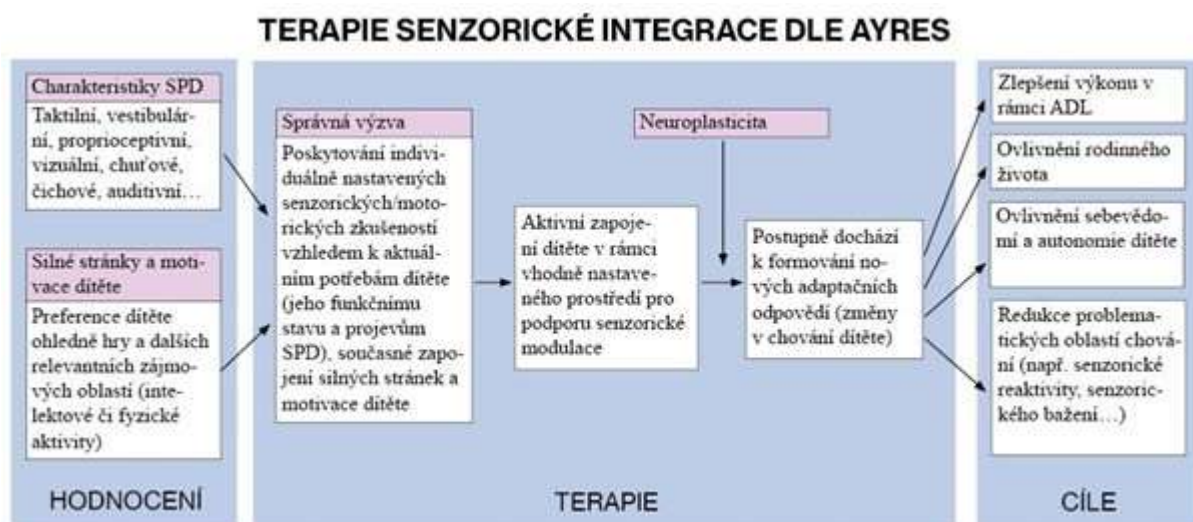 TERAPIE SENZORICKÉ INTEGRACE DLE AYRES
Charakteristiky SPD
Taktilní, vestibulár-
ní, proprioceptivní,
vizuální, chuťové,
čichové, auditivní…
Silné stránky a moti-
vace dítěte
Preference dítěte
ohledně hry a dalších
relevantních zájmo-
vých oblastí (inte-
lektové či fyzické
aktivity)
HODNOCENÍ
Správná výzva
Poskytování indivi-
duálně nastavených
senzorických/moto-
rických zkušeností
vzhledem k aktuál-
ním potřebám dítěte
(jeho funkčnímu
stavu a projevům
SPD), současné zapo-
jení silných stránek a
motivace dítěte
Aktivní zapoje-
ní dítěte v rámci
vhodně nastave-
ného prostředí pro
podporu senzorické
modulace
Neuroplasticita
Postupně dochází
k formování no-
vých adaptačních
odpovědí (změny
v chování dítěte)
TERAPIE
Zlepšení výkonu v
rámci ADL
Ovlivnění rodinného
života
Ovlivnění sebevědo-
mí a autonomie dítěte
Redukce problema-
tických oblastí chová-
ní (např. senzorické
reaktivity, senzoric-
kého bažení…)
CÍLE